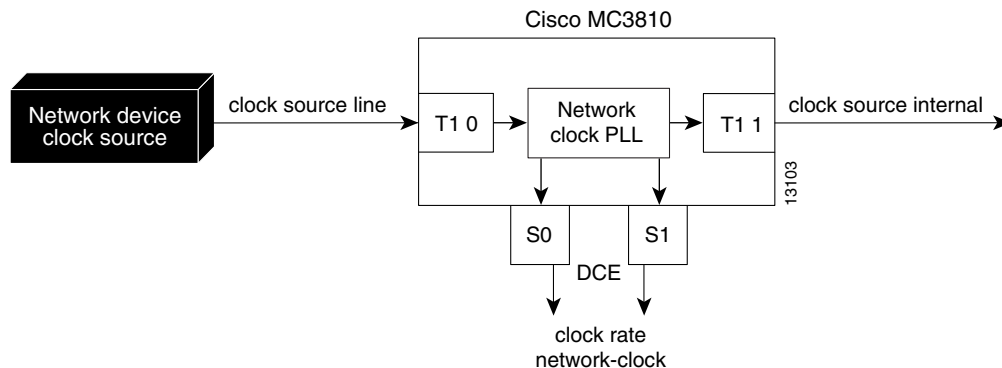 Cisco MC3810
Network device
clock source
clock source line
T1 0
Network
clock PLL
T1 1
clock source internal
13103
S0
S1
DCE
clock rate
network-clock